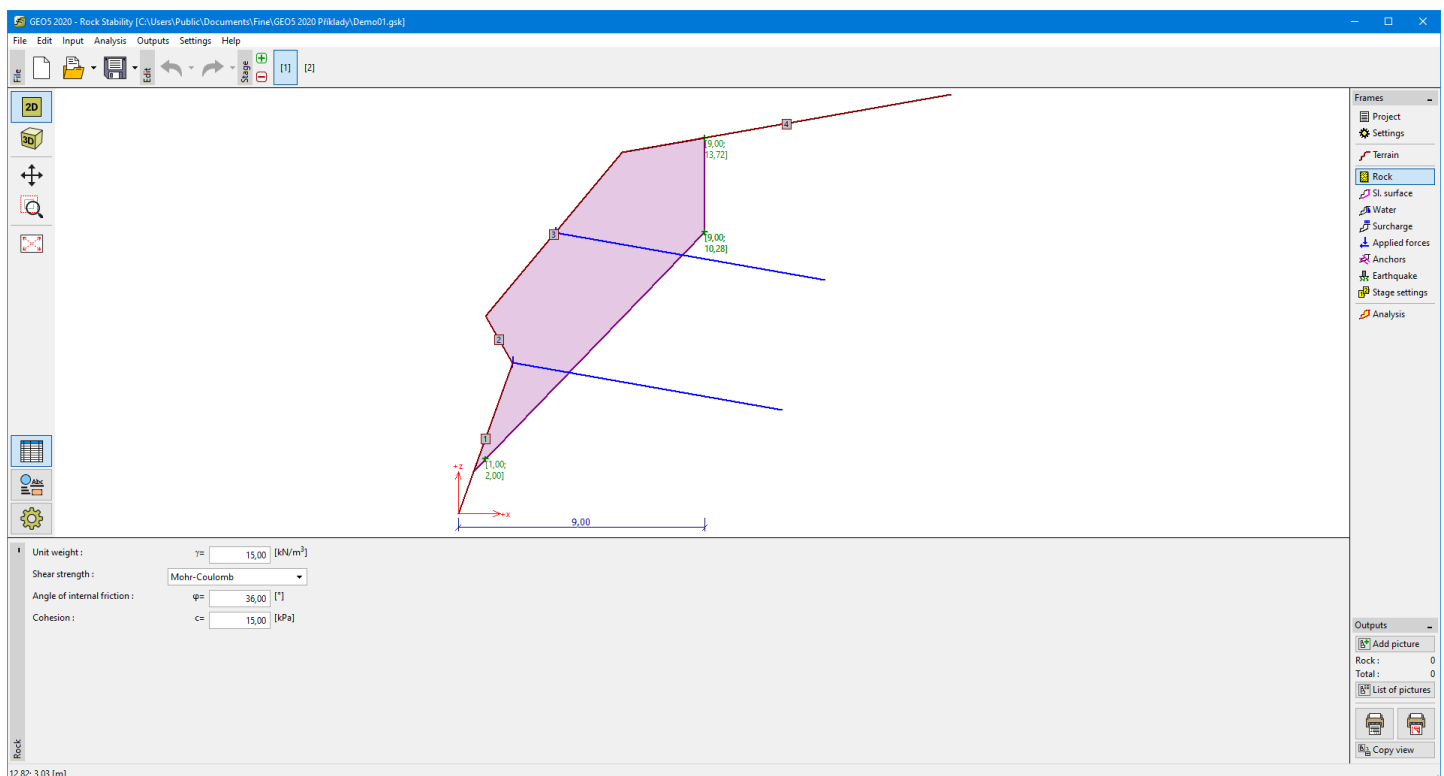 GEO5 2020 - Rock Stability [C:\Users\Public\Documents\Fine\GEO5 2020 Příklady\Demo01.gsk]
File Edit Input Analysis Outputs Settings Help
File
Edit
Stage
[1] [2]
2D
3D
Abc
4
[9,00;
13,72]
3
[9,00;
10,28]
2
1
[1,00;
2,00]
+z
+x
9,00
Frames
Project
Settings
Terrain
Rock
Sl. surface
Water
Surcharge
Applied forces
Anchors
Earthquake
Stage settings
Analysis
Unit weight : γ= 15,00 [kN/m³]
Shear strength : Mohr-Coulomb
Angle of internal friction : φ= 36,00 [°]
Cohesion : c= 15,00 [kPa]
Rock
Outputs
Add picture
Rock : 0
Total : 0
List of pictures
Copy view
12,82; 3,03 [m]